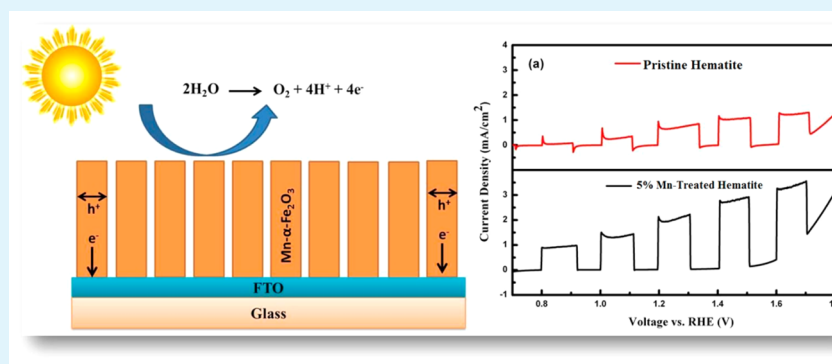 2H₂O ⟶ O₂ + 4H⁺ + 4e⁻
h⁺
e⁻
Mn-α-Fe₂O₃
h⁺
e⁻
FTO
Glass
(a)
Pristine Hematite
4
3
2
1
0
5% Mn-Treated Hematite
3
2
1
0
-1
Current Density (mA/cm²)
0.8 1.0 1.2 1.4 1.6
Voltage vs. RHE (V)